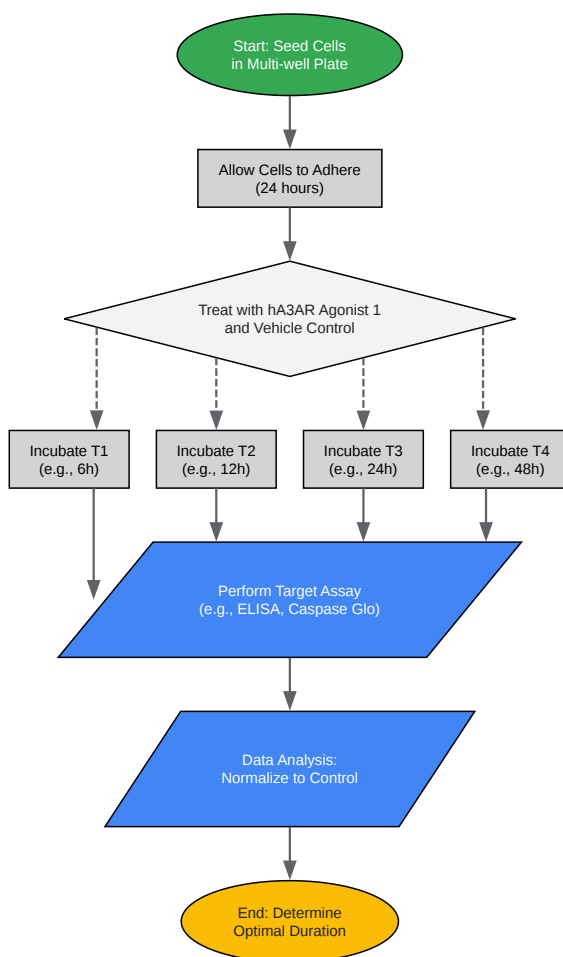 Start: Seed Cells
in Multi-well Plate
Allow Cells to Adhere
(24 hours)
Treat with hA3AR Agonist 1
and Vehicle Control
Incubate T1
(e.g., 6h)
Incubate T2
(e.g., 12h)
Incubate T3
(e.g., 24h)
Incubate T4
(e.g., 48h)
Perform Target Assay
(e.g., ELISA, Caspase Glo)
Data Analysis:
Normalize to Control
End: Determine
Optimal Duration